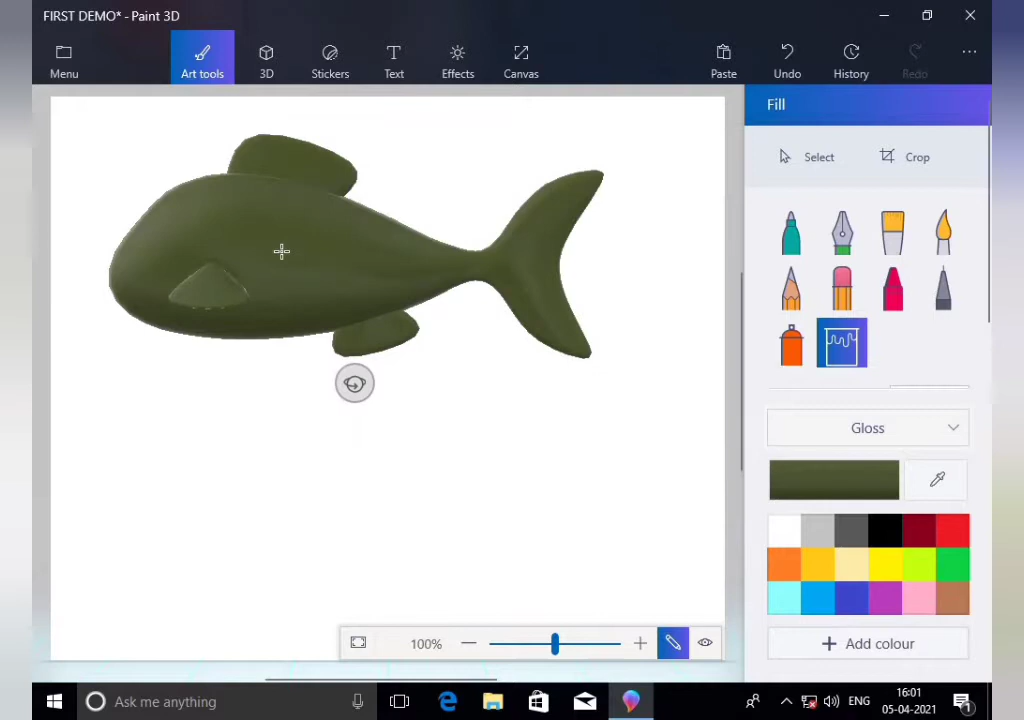 FIRST DEMO* - Paint 3D
Menu
Art tools
3D
Stickers
Text
Effects
Canvas
Paste
Undo
History
Redo
Fill
Select
Crop
Gloss
Add colour
100%
Ask me anything
ENG
16:01
05-04-2021
1